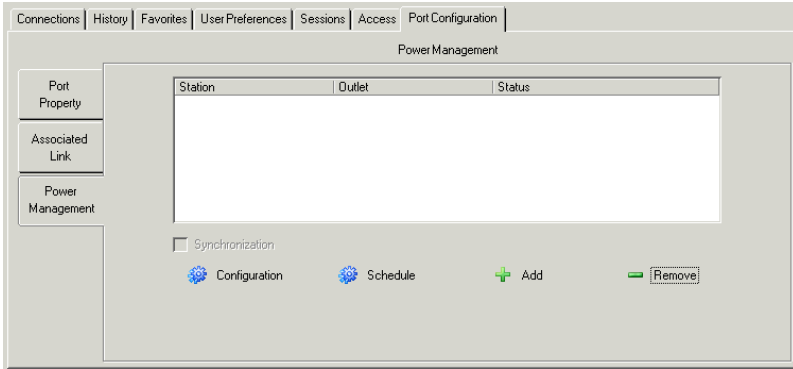 Connections History Favorites User Preferences Sessions Access Port Configuration
Power Management
Port
Property
Associated
Link
Power
Management
Station Outlet Status
Synchronization
Configuration Schedule Add Remove